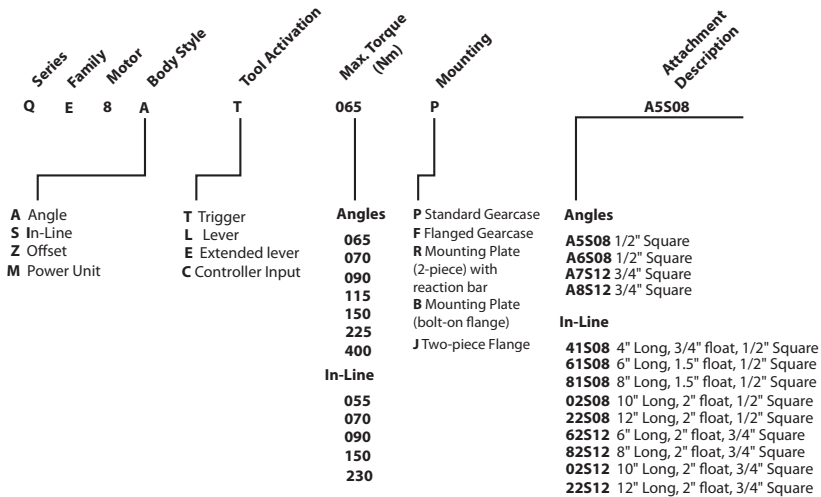 Series
Family
Motor
Body Style
Tool Activation
Max. Torque
(Nm)
Mounting
Attachment
Description
Q E 8 A T 065 P A5S08
A Angle
S In-Line
Z Offset
M Power Unit
T Trigger
L Lever
E Extended lever
C Controller Input
Angles
065
070
090
115
150
225
400
In-Line
055
070
090
150
230
P Standard Gearcase
F Flanged Gearcase
R Mounting Plate
(2-piece) with
reaction bar
B Mounting Plate
(bolt-on flange)
J Two-piece Flange
Angles
A5S08 1/2" Square
A6S08 1/2" Square
A7S12 3/4" Square
A8S12 3/4" Square
In-Line
41S08 4" Long, 3/4" float, 1/2" Square
61S08 6" Long, 1.5" float, 1/2" Square
81S08 8" Long, 1.5" float, 1/2" Square
02S08 10" Long, 2" float, 1/2" Square
22S08 12" Long, 2" float, 1/2" Square
62S12 6" Long, 2" float, 3/4" Square
82S12 8" Long, 2" float, 3/4" Square
02S12 10" Long, 2" float, 3/4" Square
22S12 12" Long, 2" float, 3/4" Square